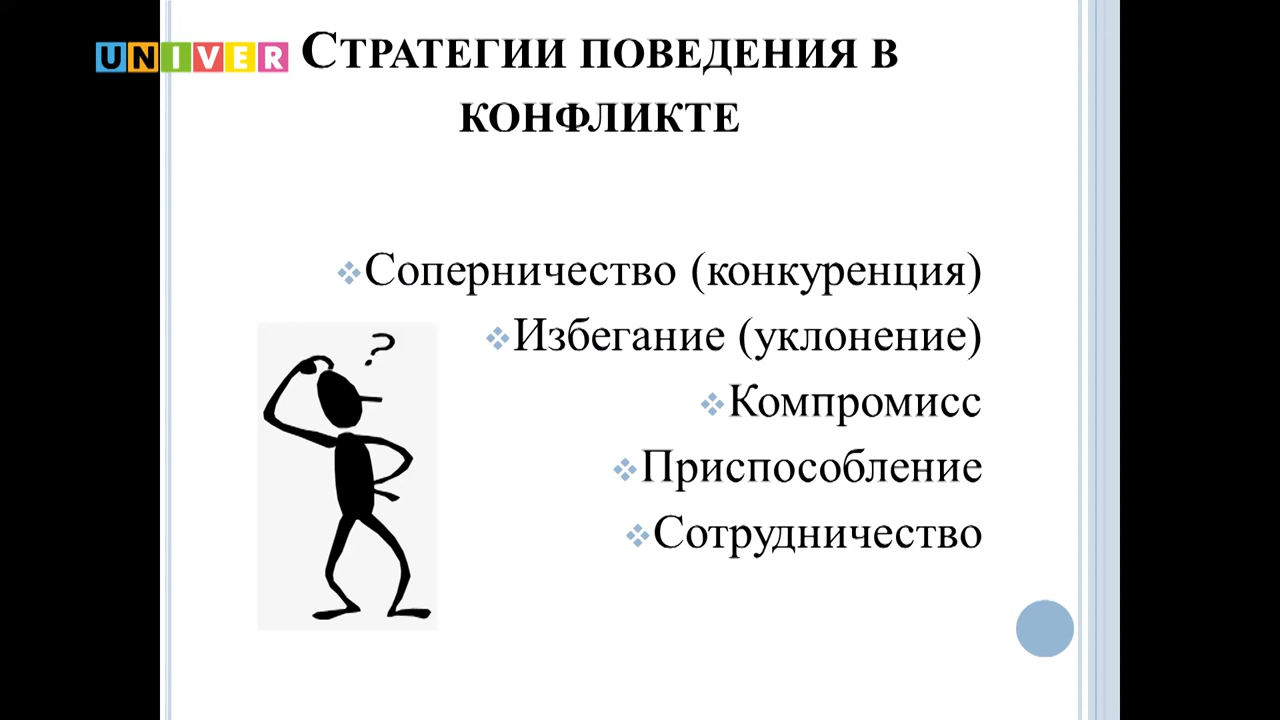 UNIVER
Стратегии поведения в
конфликте
Соперничество (конкуренция)
Избегание (уклонение)
?
Компромисс
Приспособление
Сотрудничество